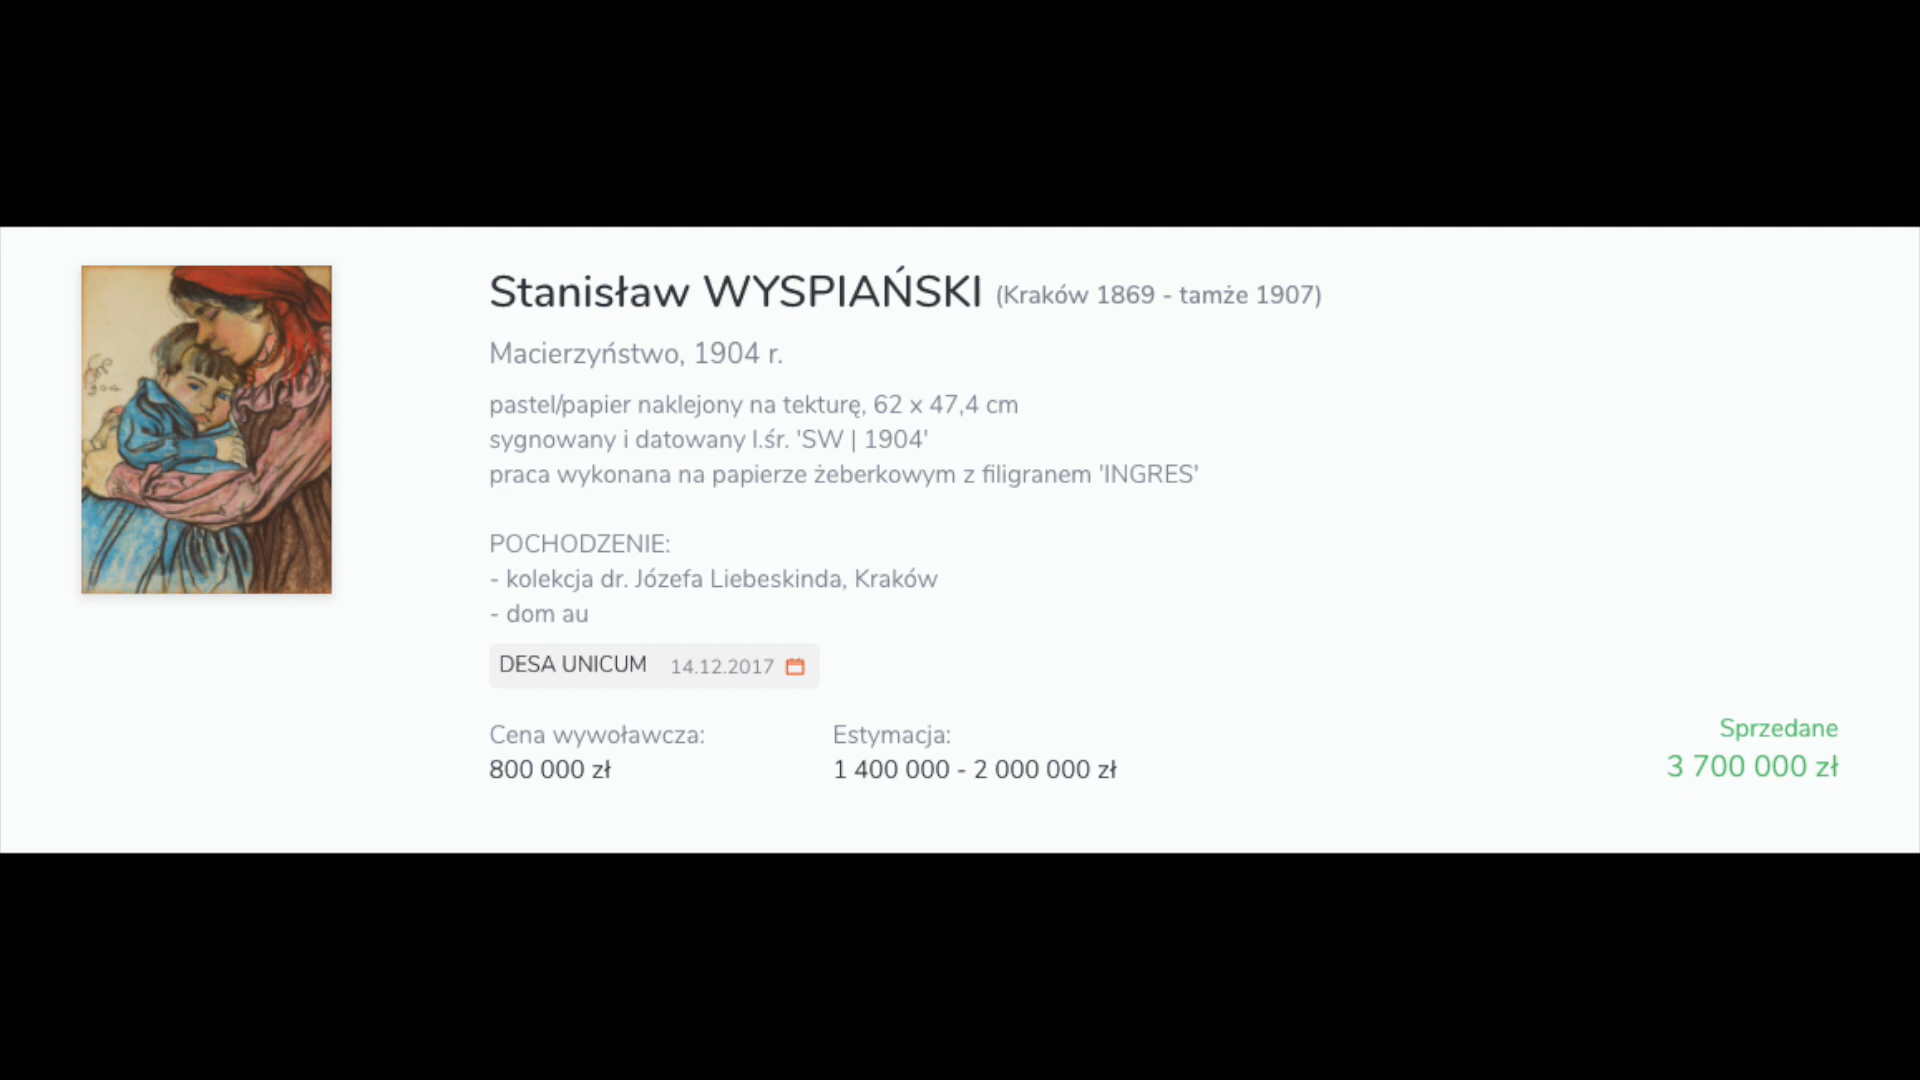 Stanisław WYSPIAŃSKI (Kraków 1869 - tamże 1907)
Macierzyństwo, 1904 r.
pastel/papier naklejony na tekturę, 62 x 47,4 cm
sygnowany i datowany l.śr. 'SW | 1904'
praca wykonana na papierze żeberkowym z filigranem 'INGRES'
POCHODZENIE:
- kolekcja dr. Józefa Liebeskinda, Kraków
- dom au
DESA UNICUM 14.12.2017
Cena wywoławcza: Estymacja: Sprzedane
800 000 zł 1 400 000 - 2 000 000 zł 3 700 000 zł